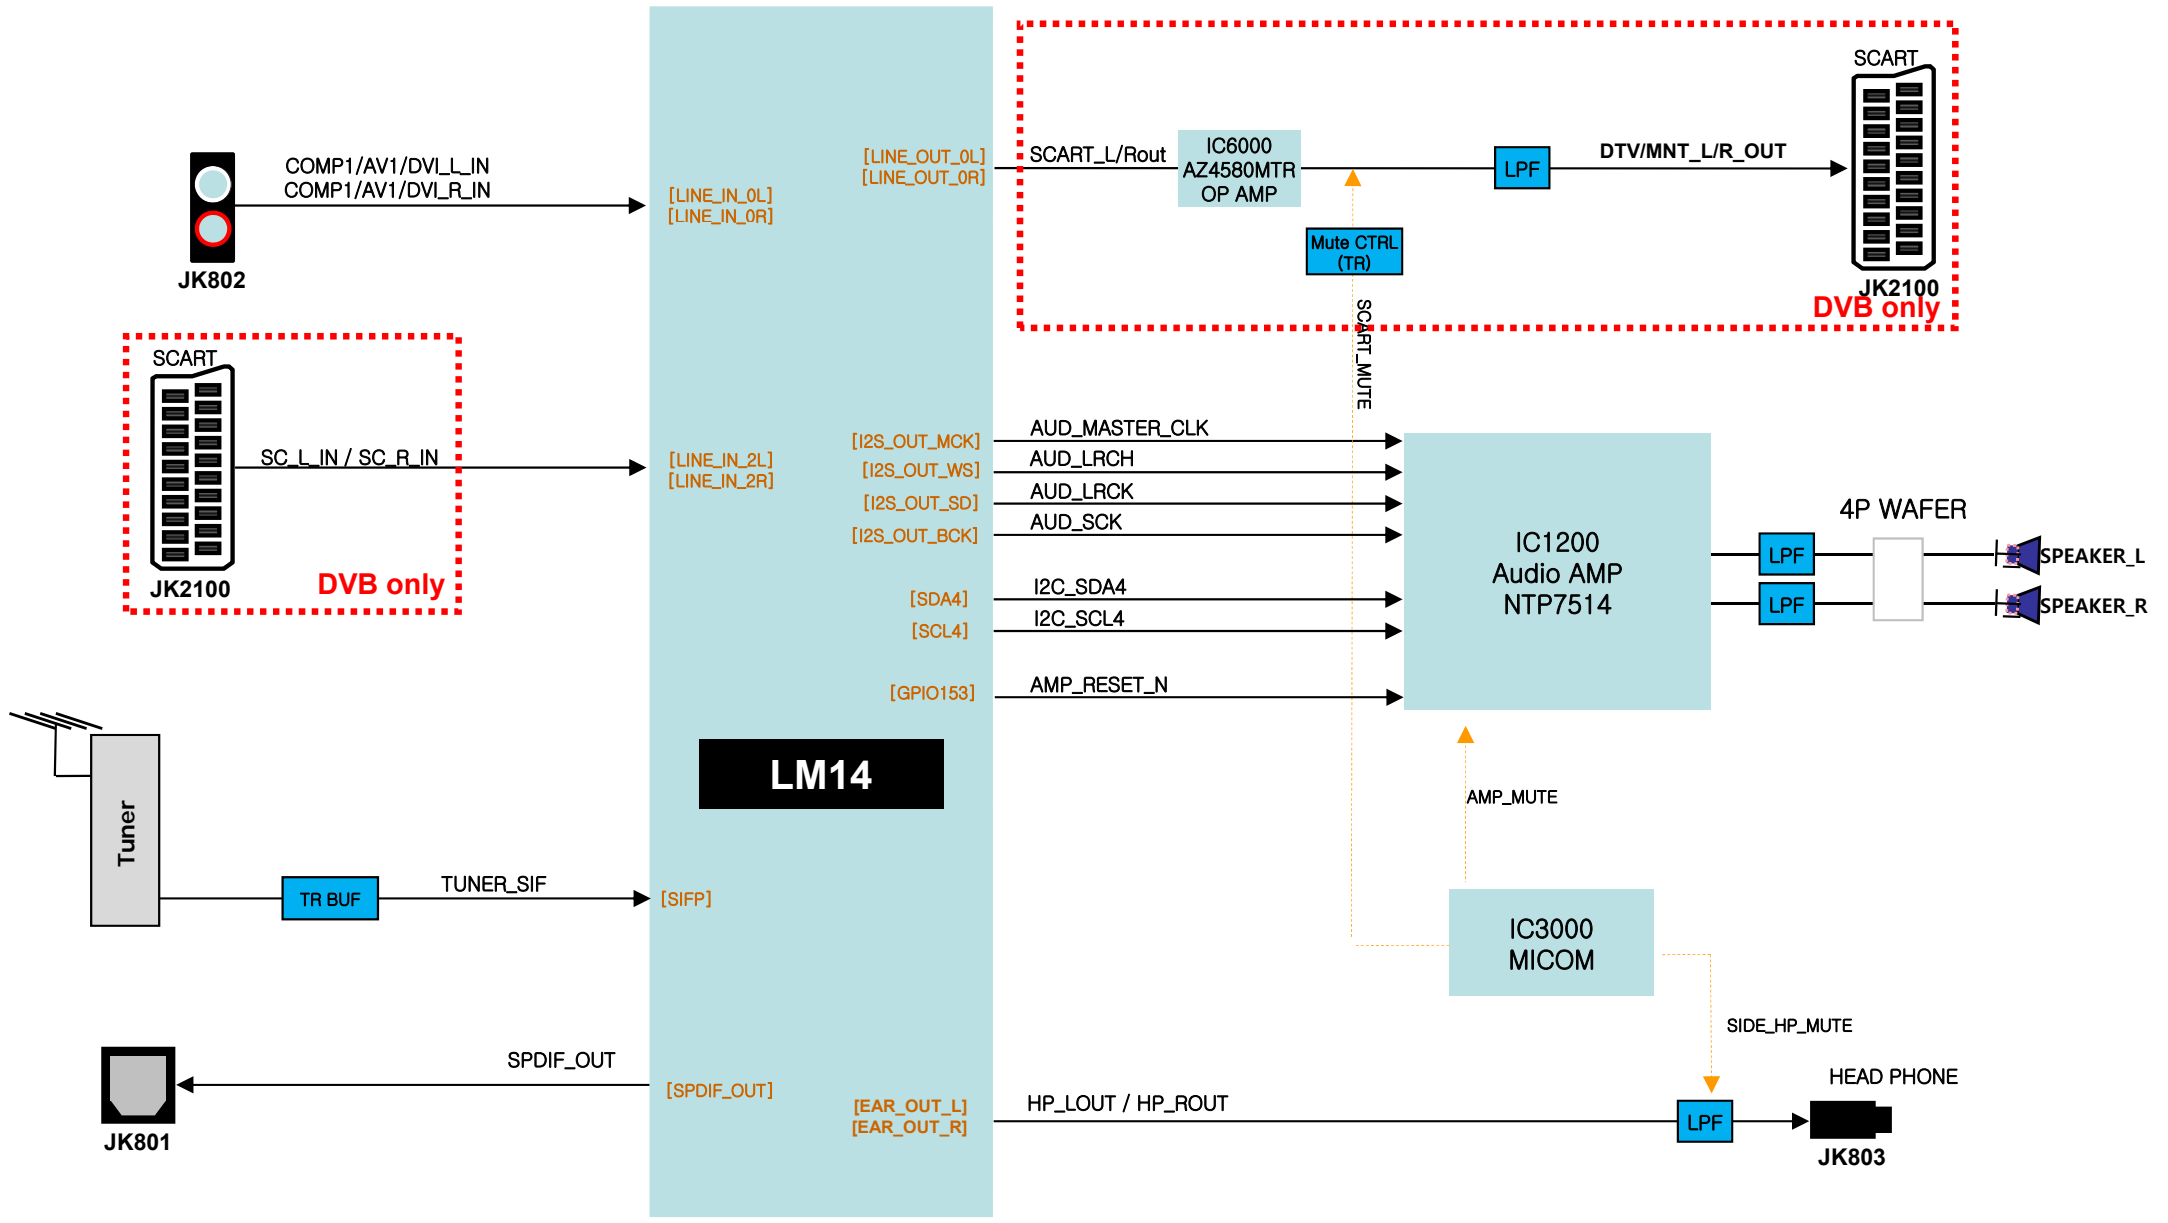 COMP1/AV1/DVI_L_IN
COMP1/AV1/DVI_R_IN
JK802
[LINE_IN_0L]
[LINE_IN_0R]
SCART
SC_L_IN / SC_R_IN
JK2100
DVB only
[LINE_IN_2L]
[LINE_IN_2R]
Tuner
TR BUF
TUNER_SIF
[SIFP]
SPDIF_OUT
[SPDIF_OUT]
JK801
LM14
[LINE_OUT_0L]
[LINE_OUT_0R]
SCART_L/Rout
IC6000
AZ4580MTR
OP AMP
LPF
DTV/MNT_L/R_OUT
SCART
JK2100
DVB only
Mute CTRL
(TR)
SCART_MUTE
[I2S_OUT_MCK]
AUD_MASTER_CLK
[I2S_OUT_WS]
AUD_LRCH
[I2S_OUT_SD]
AUD_LRCK
[I2S_OUT_BCK]
AUD_SCK
[SDA4]
I2C_SDA4
[SCL4]
I2C_SCL4
[GPIO153]
AMP_RESET_N
IC1200
Audio AMP
NTP7514
4P WAFER
LPF
SPEAKER_L
LPF
SPEAKER_R
AMP_MUTE
IC3000
MICOM
SIDE_HP_MUTE
[EAR_OUT_L]
[EAR_OUT_R]
HP_LOUT / HP_ROUT
LPF
HEAD PHONE
JK803